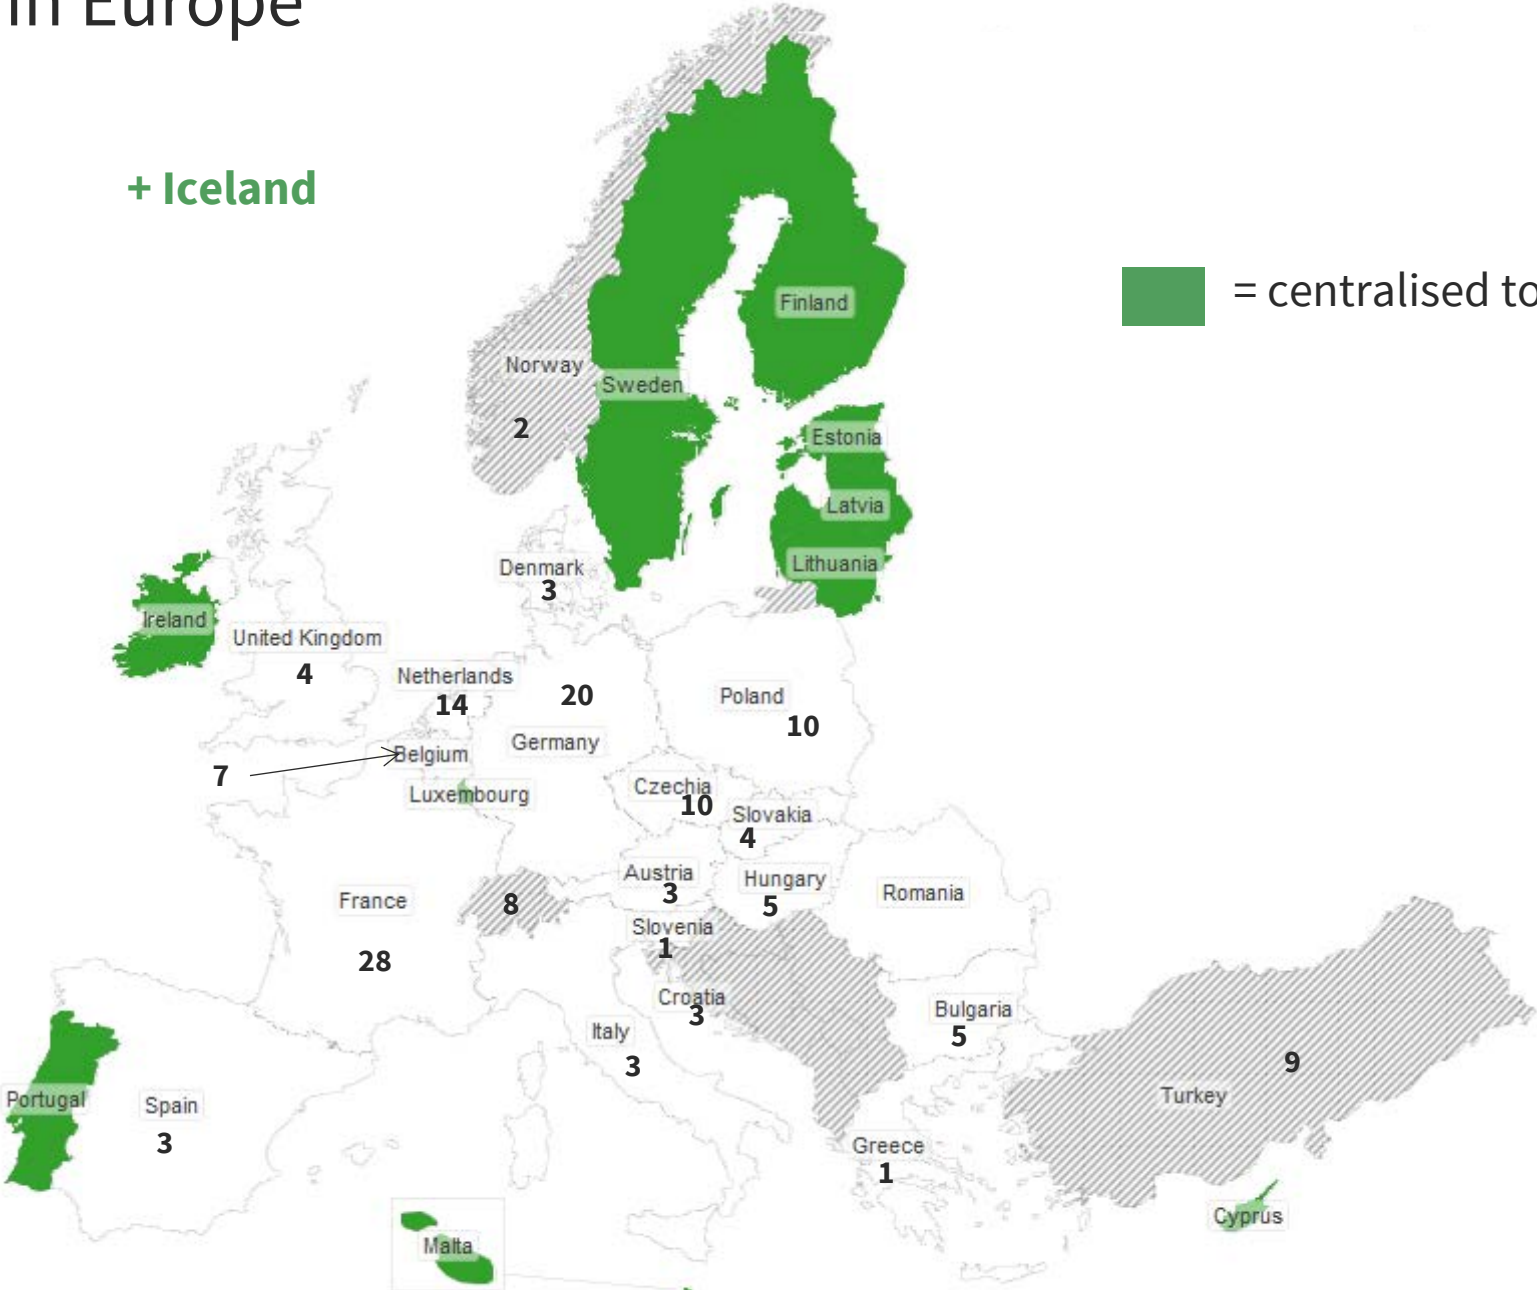 in Europe
+ Iceland
= centralised to
Finland
Norway
Sweden
2
Estonia
Latvia
Lithuania
Denmark
3
Ireland
United Kingdom
4
Netherlands
14
20
Germany
Poland
10
Belgium
7
Luxembourg
Czechia
10
Slovakia
4
Austria
3
Hungary
5
Romania
France
28
8
Slovenia
1
Croatia
3
Italy
3
Bulgaria
5
Turkey
9
Portugal
Spain
3
Greece
1
Cyprus
Malta